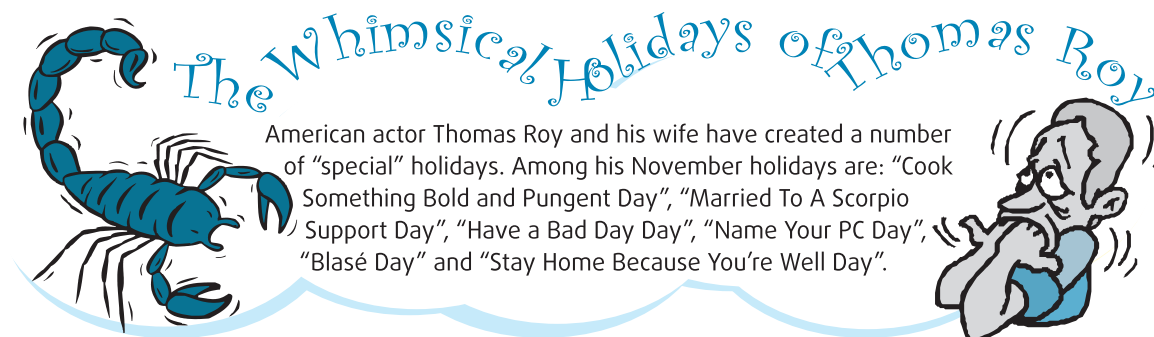 The Whimsical Holidays of Thomas Roy
American actor Thomas Roy and his wife have created a number
of “special” holidays. Among his November holidays are: “Cook
Something Bold and Pungent Day”, “Married To A Scorpio
Support Day”, “Have a Bad Day Day”, “Name Your PC Day”,
“Blasé Day” and “Stay Home Because You’re Well Day”.